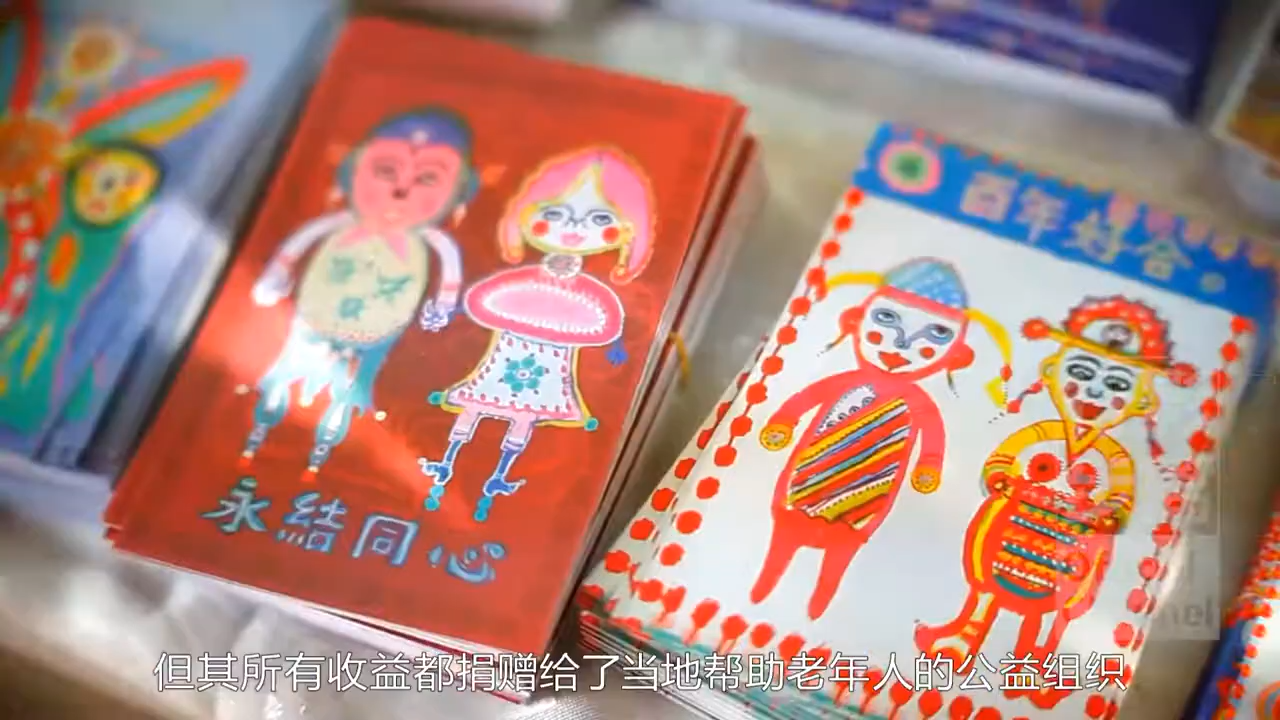 永結同心
百年好合。
但其所有收益都捐赠给了当地帮助老年人的公益组织